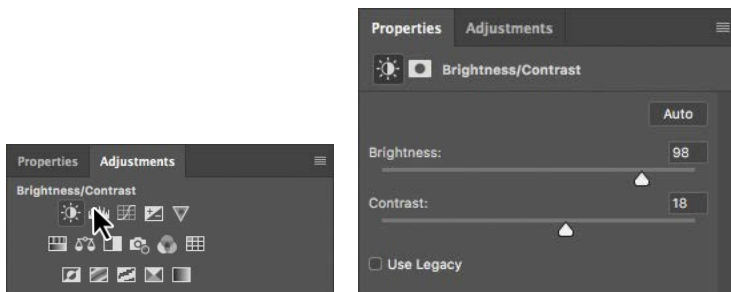 Properties Adjustments
Brightness/Contrast
Properties Adjustments
Brightness/Contrast
Auto
Brightness: 98
Contrast: 18
Use Legacy